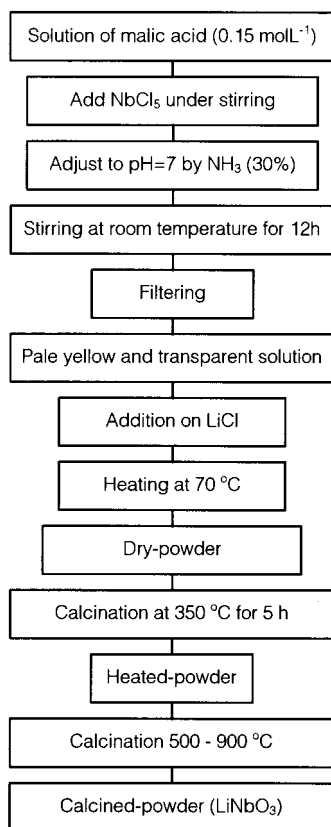 Solution of malic acid (0.15 molL⁻¹)
Add NbCl₅ under stirring
Adjust to pH=7 by NH₃ (30%)
Stirring at room temperature for 12h
Filtering
Pale yellow and transparent solution
Addition on LiCl
Heating at 70 °C
Dry-powder
Calcination at 350 °C for 5 h
Heated-powder
Calcination 500 - 900 °C
Calcined-powder (LiNbO₃)